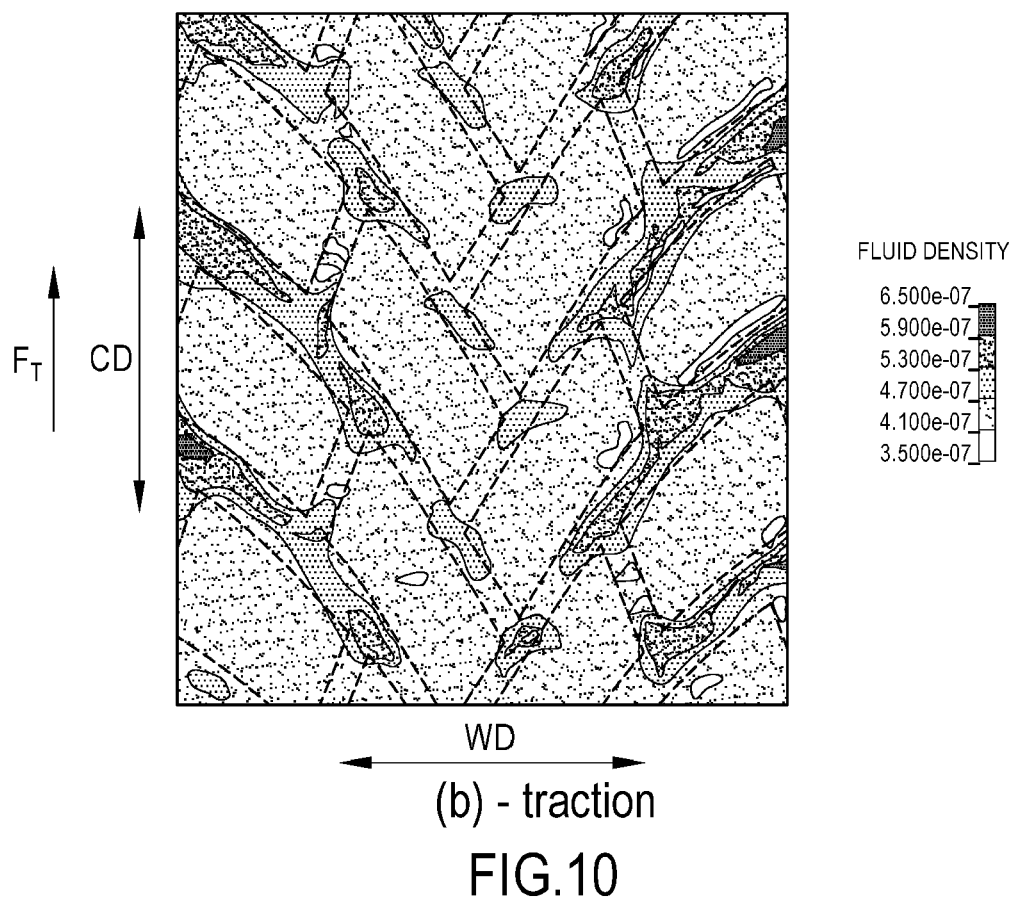 F_T
CD
FLUID DENSITY
6.500e-07
5.900e-07
5.300e-07
4.700e-07
4.100e-07
3.500e-07
WD
(b) - traction
FIG.10